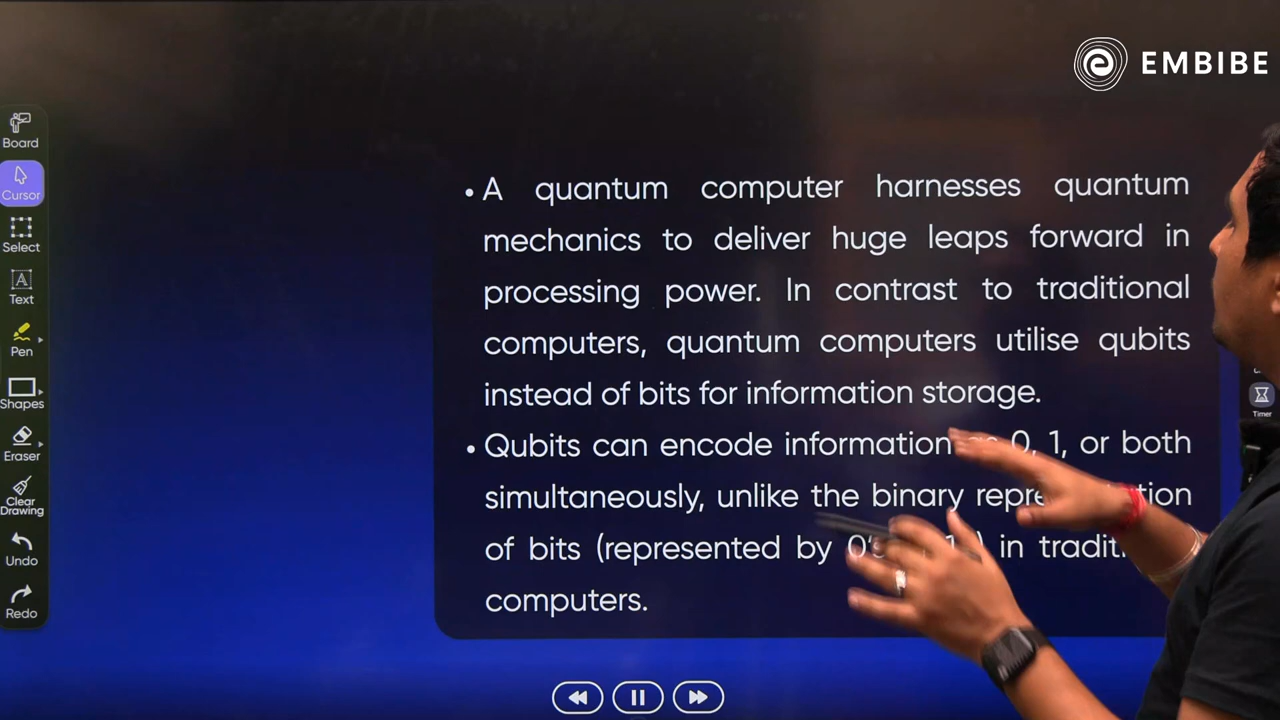 EMBIBE
Board
Cursor
Select
Text
Pen
Shapes
Eraser
Clear
Drawing
Undo
Redo
• A quantum computer harnesses quantum
mechanics to deliver huge leaps forward in
processing power. In contrast to traditional
computers, quantum computers utilise qubits
instead of bits for information storage.
• Qubits can encode information 0, 1, or both
simultaneously, unlike the binary
of bits (represented by in
computers.
Timer